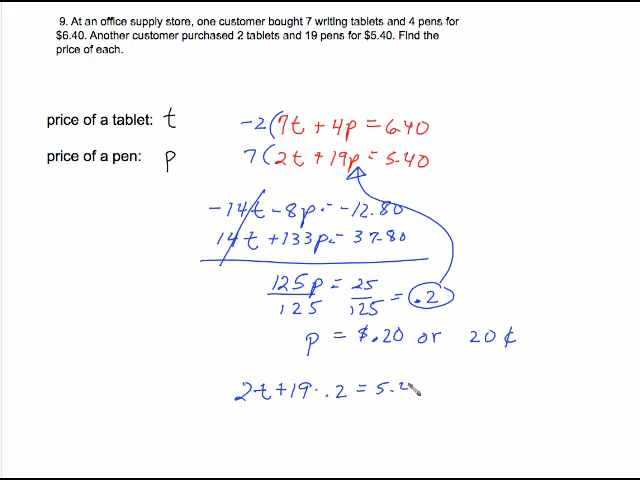 9. At an office supply store, one customer bought 7 writing tablets and 4 pens for
$6.40. Another customer purchased 2 tablets and 19 pens for $5.40. Find the
price of each.
price of a tablet: t
-2(7t + 4p = 6.40
price of a pen: p
7(2t + 19p = 5.40
-14t - 8p = -12.80
14t + 133p = 37.80
125p = 25 = .2
125 125
p = $.20 or 20¢
2t + 19 · .2 = 5.